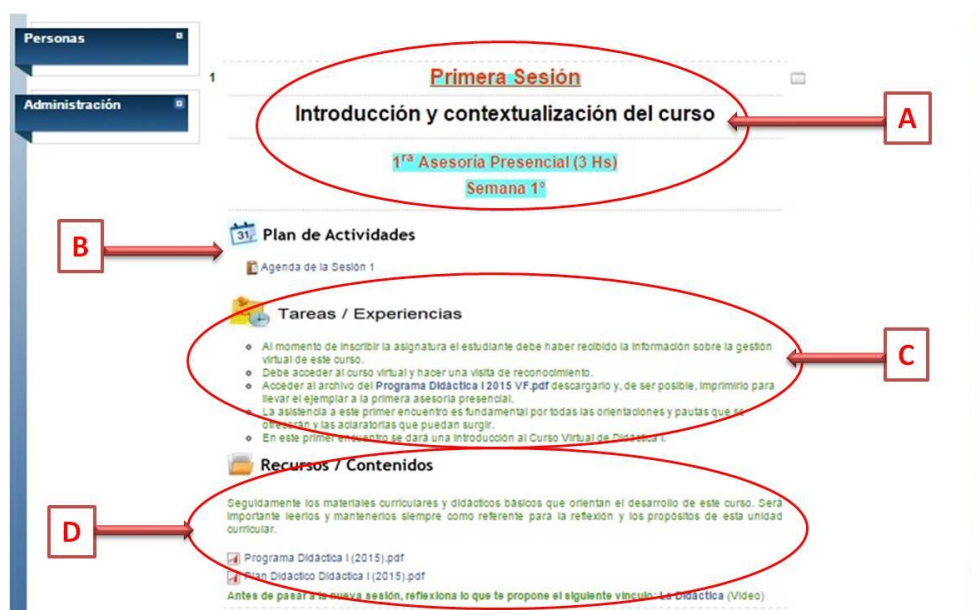 Personas
1
Primera Sesión
Administración
Introducción y contextualización del curso
A
1ra Asesoría Presencial (3 Hs)
Semana 1°
B
31
Plan de Actividades
Agenda de la Sesión 1
Tareas / Experiencias
C
Al momento de inscribir la asignatura el estudiante debe haber recibido la información sobre la gestión
virtual de este curso.
Debe acceder al curso virtual y hacer una visita de reconocimiento.
Acceder al archivo del Programa Didáctica I 2015 VF.pdf descargarlo y, de ser posible, imprimirlo para
llevar el ejemplar a la primera asesoría presencial.
La asistencia a este primer encuentro es fundamental por todas las orientaciones y pautas que se
ofrecerán y las aclaratorias que puedan surgir.
En este primer encuentro se dará una introducción al Curso Virtual de Didáctica I.
Recursos / Contenidos
D
Seguidamente los materiales curriculares y didácticos básicos que orientan el desarrollo de este curso. Será
importante leerlos y mantenerlos siempre como referente para la reflexión y los propósitos de esta unidad
curricular.
Programa Didáctica I (2015).pdf
Plan Didáctico Didáctica I (2015).pdf
Antes de pasar a la nueva sesión, reflexiona lo que te propone el siguiente vínculo: La Didáctica (Video)